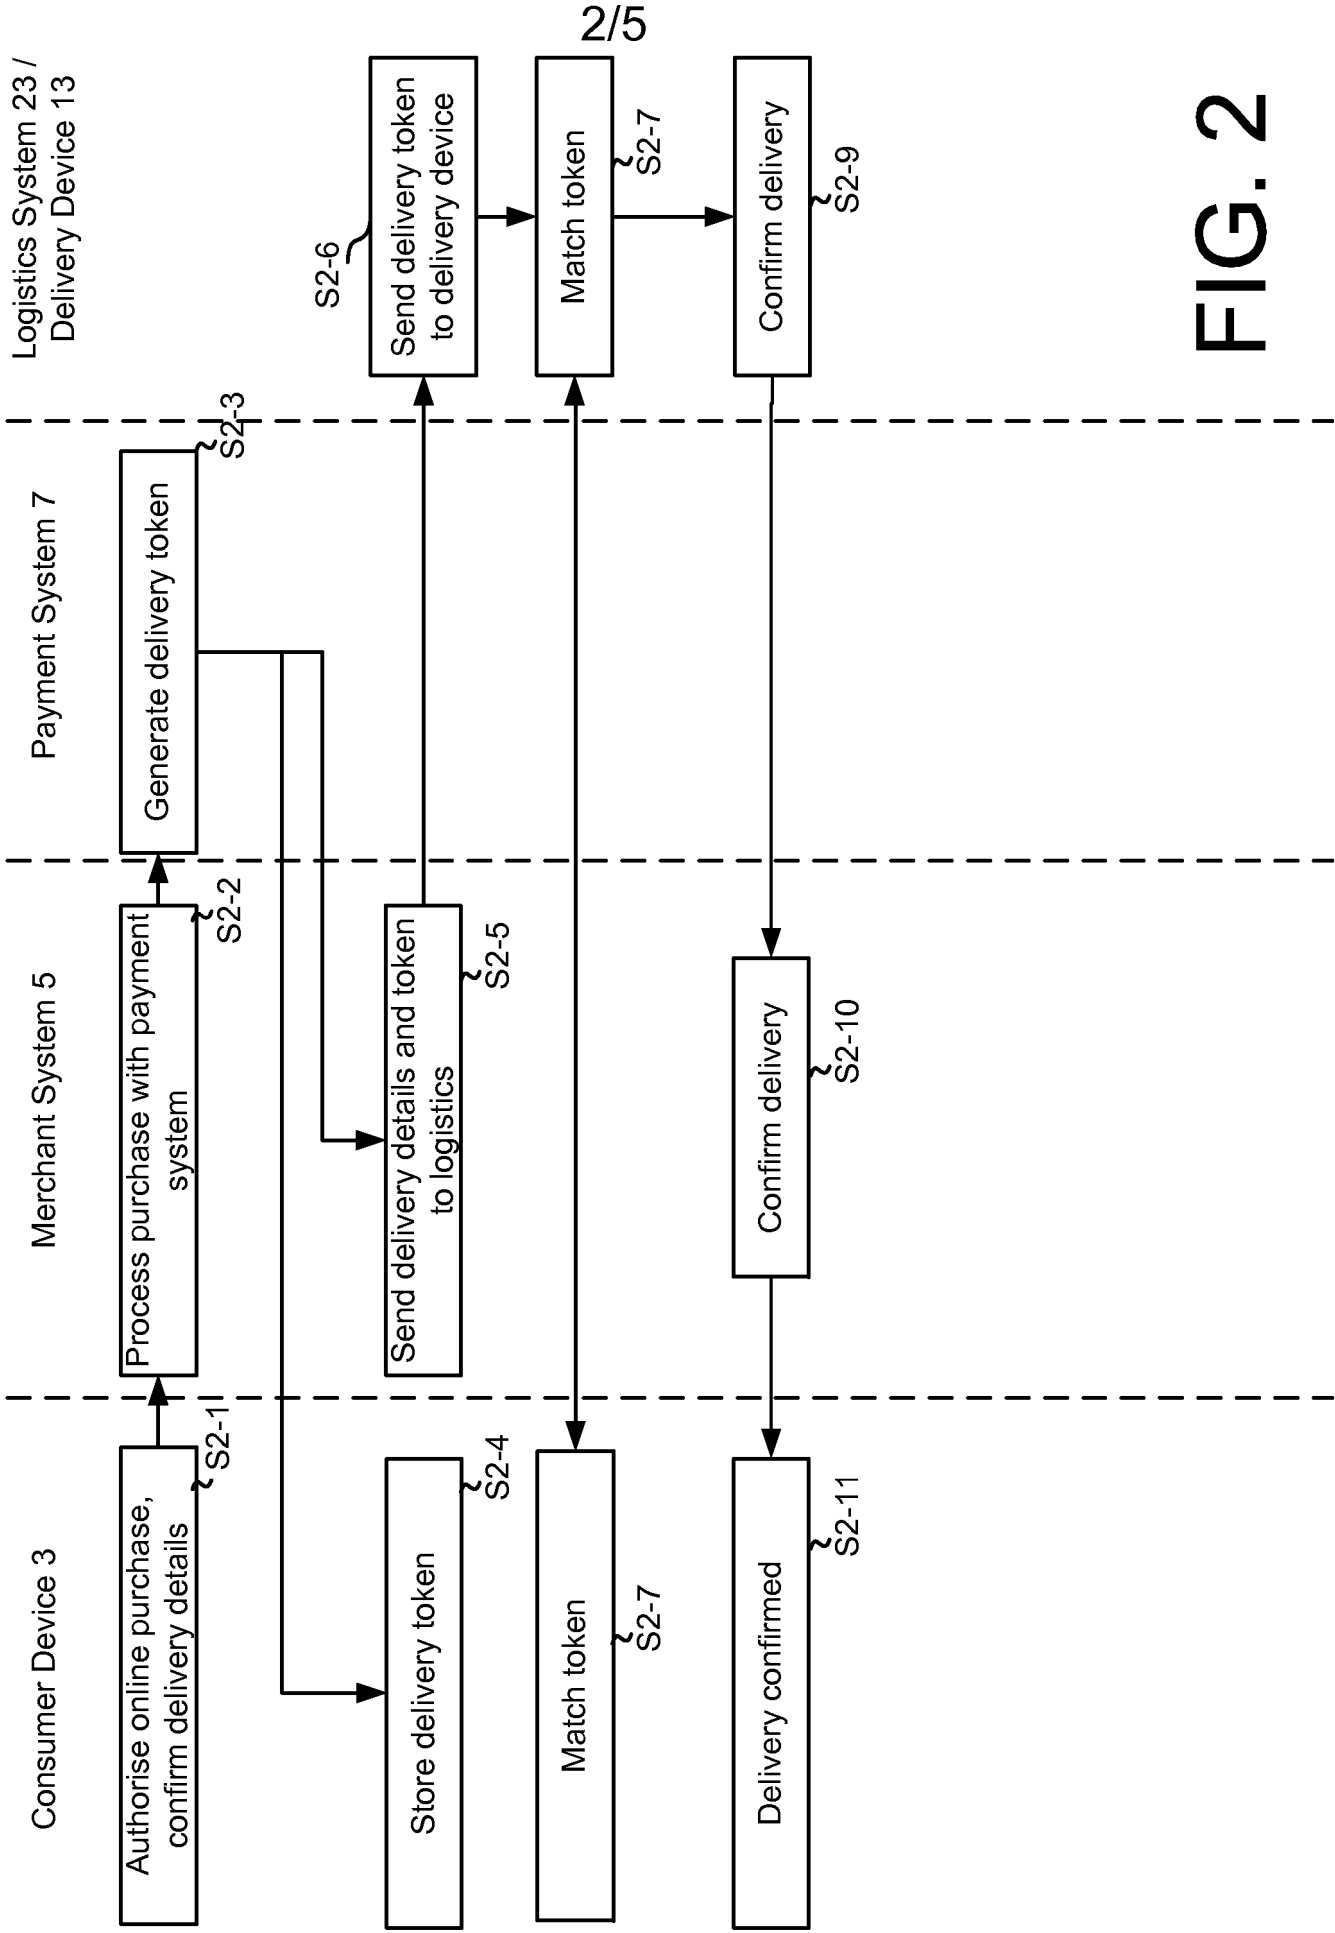 2/5
Consumer Device 3
Merchant System 5
Payment System 7
Logistics System 23 /
Delivery Device 13
Authorise online purchase,
confirm delivery details
S2-1
Process purchase with payment
system
S2-2
Generate delivery token
S2-3
Store delivery token
S2-4
Send delivery details and token
to logistics
S2-5
Send delivery token
to delivery device
S2-6
Match token
S2-7
Match token
S2-7
Delivery confirmed
S2-11
Confirm delivery
S2-10
Confirm delivery
S2-9
FIG. 2